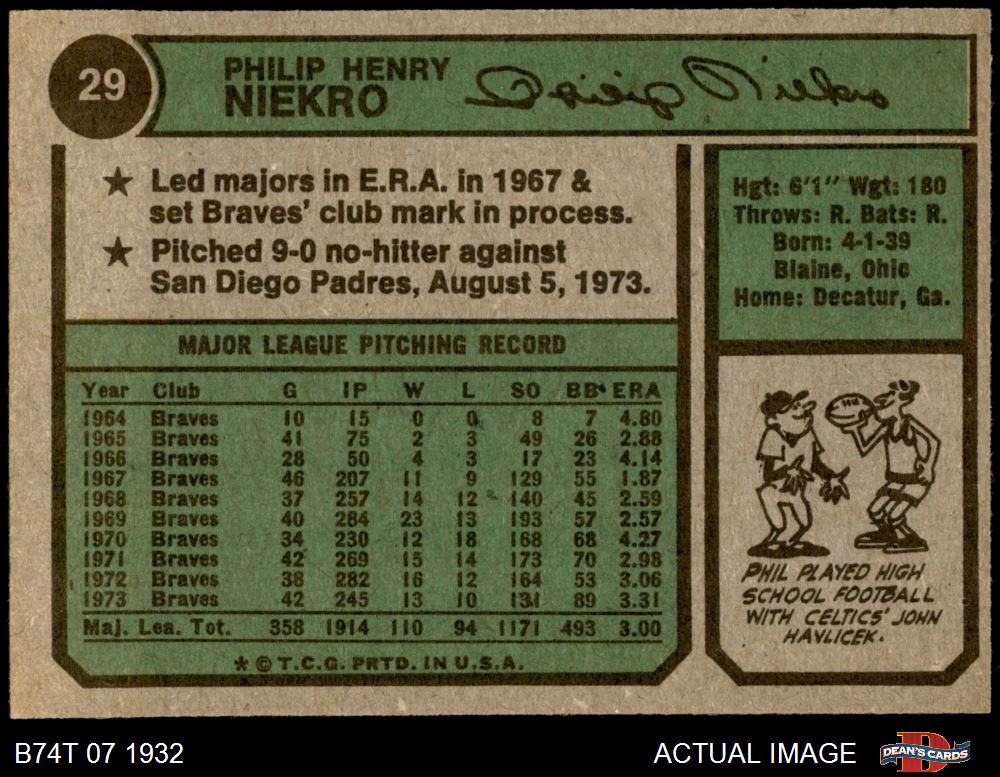 29
PHILIP HENRY
NIEKRO
★ Led majors in E.R.A. in 1967 &
set Braves' club mark in process.
★ Pitched 9-0 no-hitter against
San Diego Padres, August 5, 1973.
Hgt: 6'1" Wgt: 180
Throws: R. Bats: R.
Born: 4-1-39
Blaine, Ohio
Home: Decatur, Ga.
MAJOR LEAGUE PITCHING RECORD
Year Club G IP W L SO BB ERA
1964 Braves 10 15 0 0 8 7 4.80
1965 Braves 41 75 2 3 49 26 2.88
1966 Braves 28 50 4 3 17 23 4.14
1967 Braves 46 207 11 9 129 55 1.87
1968 Braves 37 257 14 12 140 45 2.59
1969 Braves 40 284 23 13 193 57 2.57
1970 Braves 34 230 12 18 168 68 4.27
1971 Braves 42 269 15 14 173 70 2.98
1972 Braves 38 282 16 12 164 53 3.06
1973 Braves 42 245 13 10 131 89 3.31
Maj. Lea. Tot. 358 1914 110 94 1171 493 3.00
* © T.C.G. PRTD. IN U.S.A.
PHIL PLAYED HIGH
SCHOOL FOOTBALL
WITH CELTICS' JOHN
HAVLICEK.
B74T 07 1932
ACTUAL IMAGE
DEAN'S CARDS